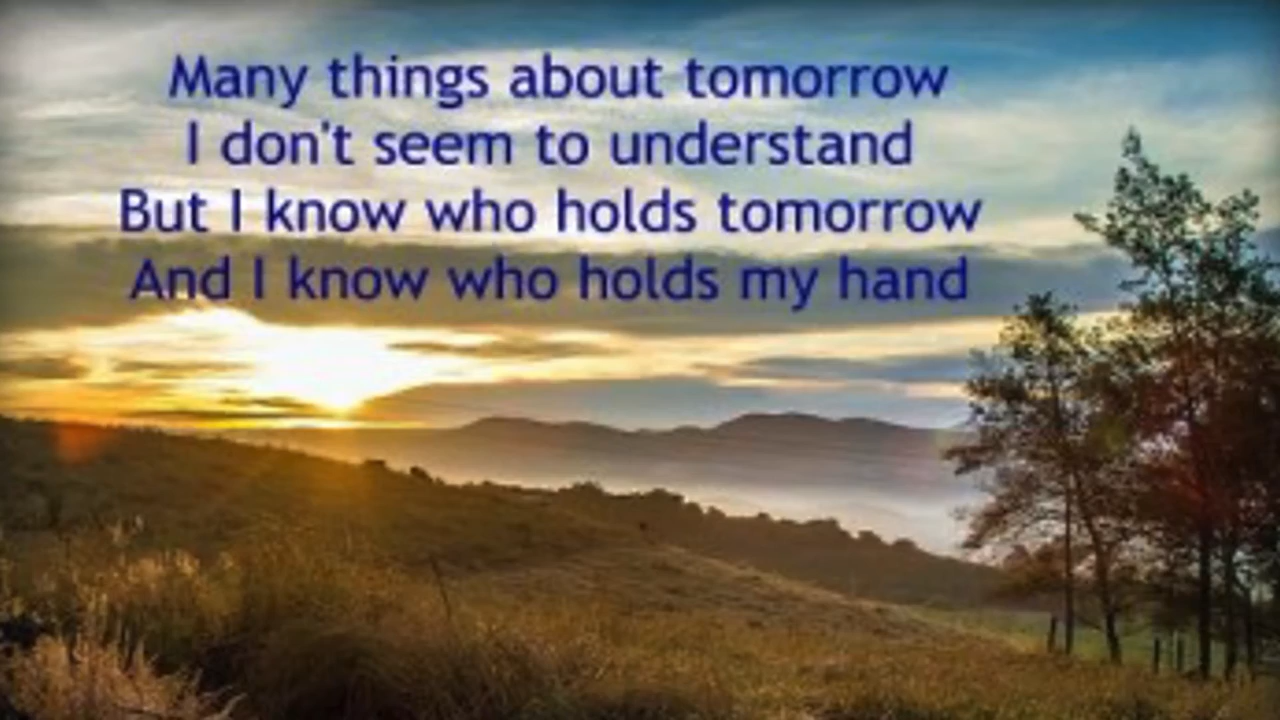 Many things about tomorrow
I don't seem to understand
But I know who holds tomorrow
And I know who holds my hand